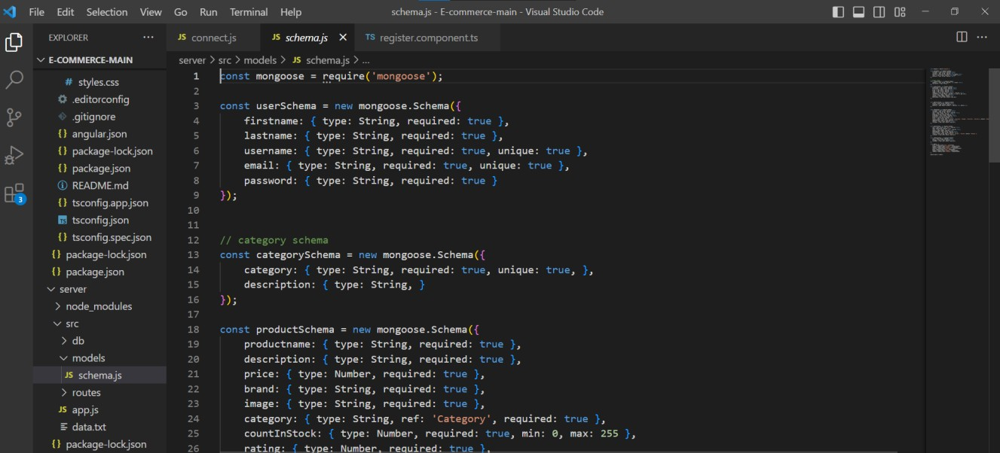 File Edit Selection View Go Run Terminal Help schema.js - E-commerce-main - Visual Studio Code
EXPLORER ···
JS connect.js JS schema.js TS register.component.ts
E-COMMERCE-MAIN
server > src > models > JS schema.js > ...
# styles.css
.editorconfig
.gitignore
{} angular.json
{} package-lock.json
{} package.json
README.md
{} tsconfig.app.json
TS tsconfig.json
{} tsconfig.spec.json
{} package-lock.json
{} package.json
server
node_modules
src
db
models
JS schema.js
routes
JS app.js
data.txt
{} package-lock.json
3
1 const mongoose = require('mongoose');
2
3 const userSchema = new mongoose.Schema({
4 firstname: { type: String, required: true },
5 lastname: { type: String, required: true },
6 username: { type: String, required: true, unique: true },
7 email: { type: String, required: true, unique: true },
8 password: { type: String, required: true }
9 });
10
11
12 // category schema
13 const categorySchema = new mongoose.Schema({
14 category: { type: String, required: true, unique: true, },
15 description: { type: String, }
16 });
17
18 const productSchema = new mongoose.Schema({
19 productname: { type: String, required: true },
20 description: { type: String, required: true },
21 price: { type: Number, required: true },
22 brand: { type: String, required: true },
23 image: { type: String, required: true },
24 category: { type: String, ref: 'Category', required: true },
25 countInStock: { type: Number, required: true, min: 0, max: 255 },
26 rating: { type: Number, required: true },